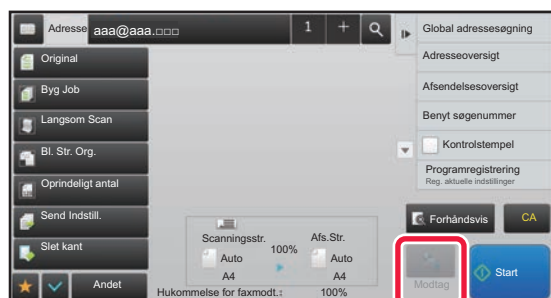 Adresse aaa@aaa.□□□ 1 +
Original
Byg Job
Langsom Scan
Bl. Str. Org.
Oprindeligt antal
Send Indstill.
Slet kant
Andet
Scanningsstr. 100% Afs.Str.
Auto Auto
A4 A4
Hukommelse for faxmodt.: 100%
Global adressesøgning
Adresseoversigt
Afsendelsesoversigt
Benyt søgenummer
Kontrolstempel
Programregistrering
Reg. aktuelle indstillinger
Forhåndsvis CA
Modtag Start